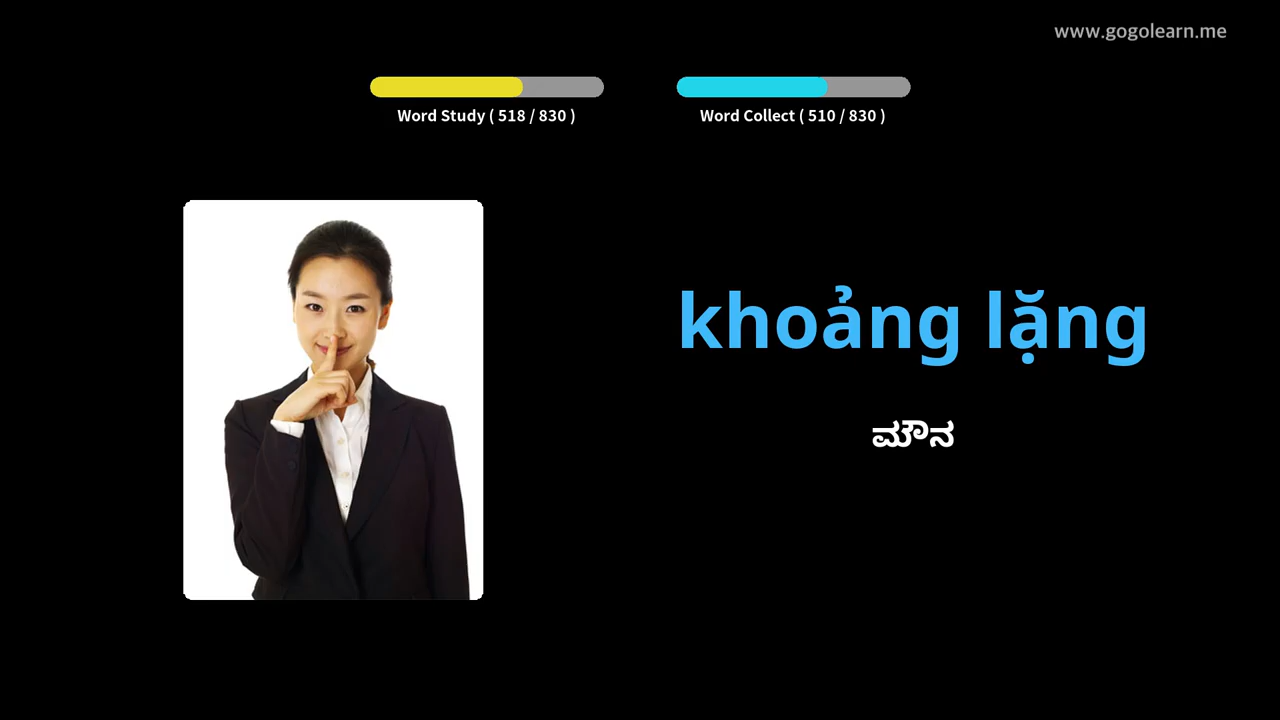 www.gogolearn.me
Word Study ( 518 / 830 )
Word Collect ( 510 / 830 )
khoảng lặng
ಮೌನ